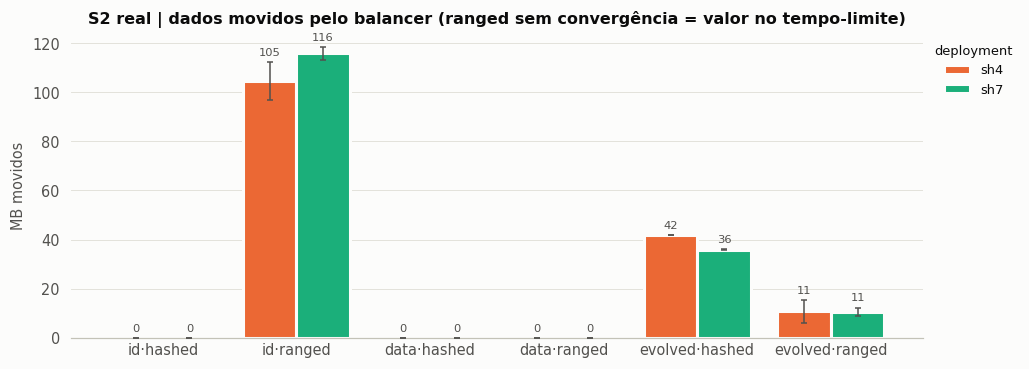 S2 real | dados movidos pelo balancer (ranged sem convergência = valor no tempo-limite)
deployment
sh4
sh7
MB movidos
120
100
80
60
40
20
0
0 0 105 116 0 0 0 0 42 36 11 11
id·hashed id·ranged data·hashed data·ranged evolved·hashed evolved·ranged